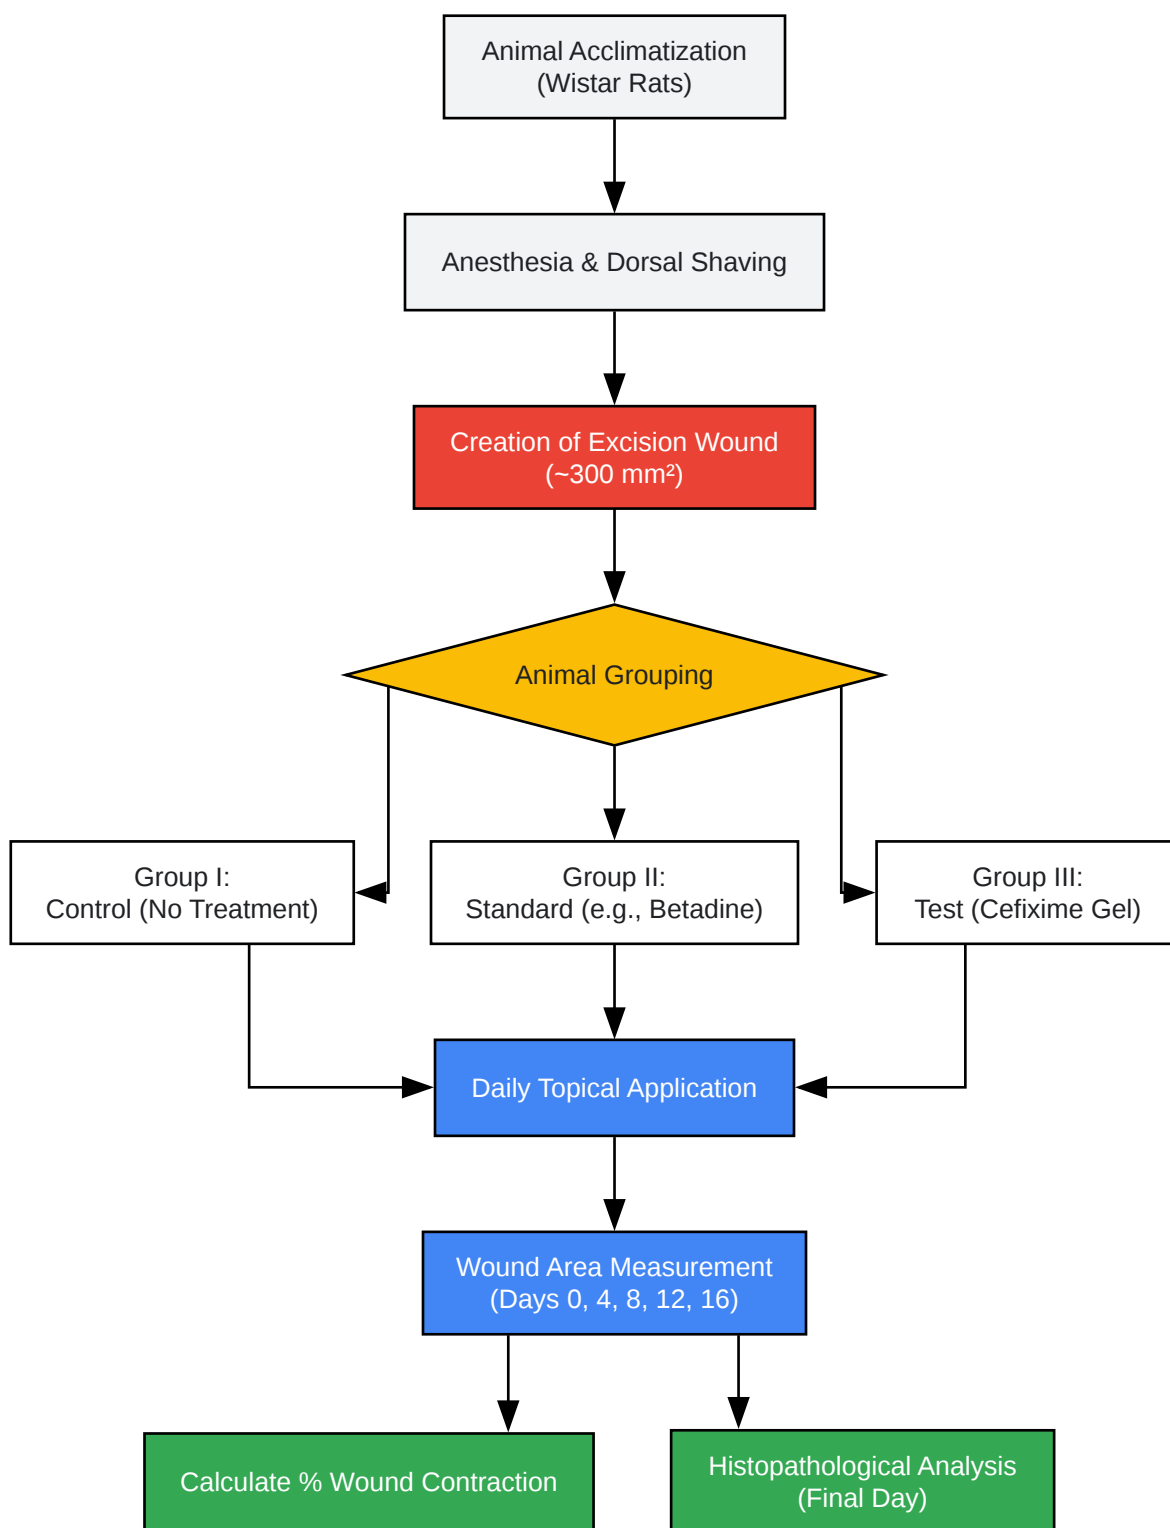 Animal Acclimatization
(Wistar Rats)
Anesthesia & Dorsal Shaving
Creation of Excision Wound
(~300 mm²)
Animal Grouping
Group I:
Control (No Treatment)
Group II:
Standard (e.g., Betadine)
Group III:
Test (Cefixime Gel)
Daily Topical Application
Wound Area Measurement
(Days 0, 4, 8, 12, 16)
Calculate % Wound Contraction
Histopathological Analysis
(Final Day)